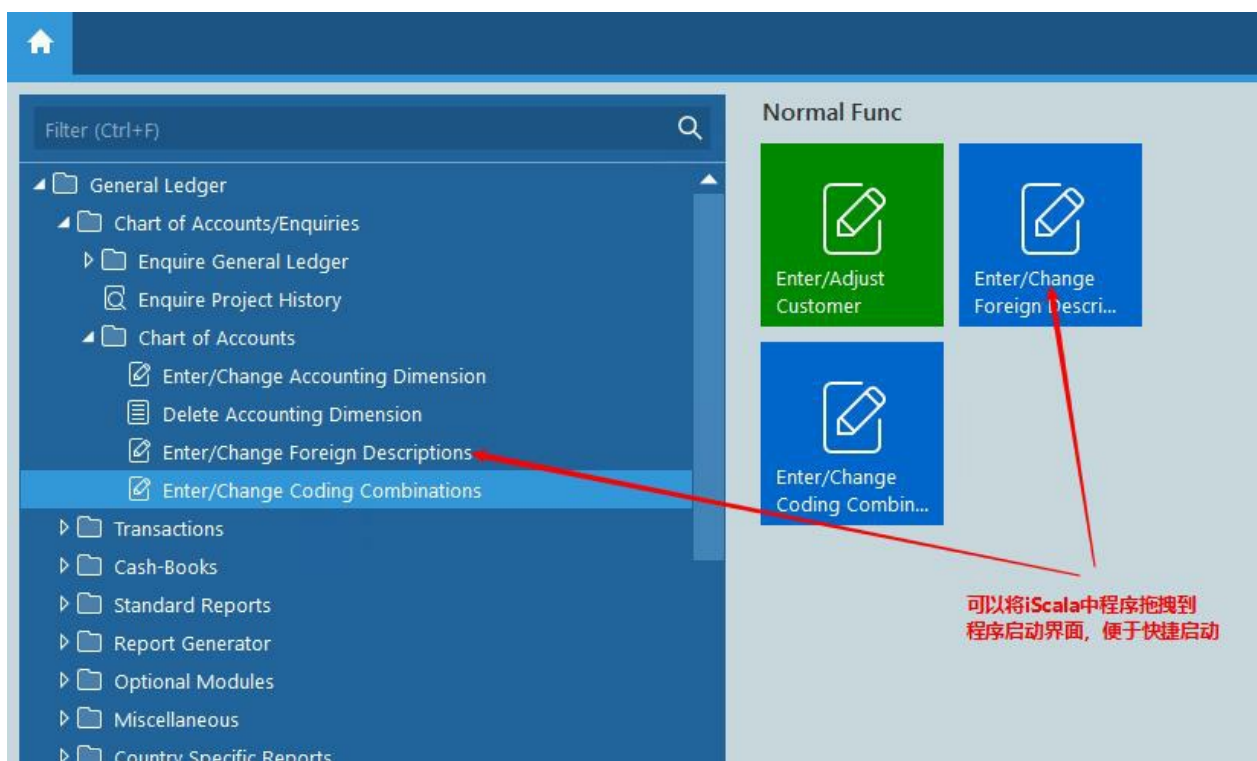 Filter (Ctrl+F)
General Ledger
Chart of Accounts/Enquiries
Enquire General Ledger
Enquire Project History
Chart of Accounts
Enter/Change Accounting Dimension
Delete Accounting Dimension
Enter/Change Foreign Descriptions
Enter/Change Coding Combinations
Transactions
Cash-Books
Standard Reports
Report Generator
Optional Modules
Miscellaneous
Country Specific Reports
Normal Func
Enter/Adjust
Customer
Enter/Change
Foreign Descri...
Enter/Change
Coding Combin...
可以将iScala中程序拖拽到
程序启动界面，便于快捷启动